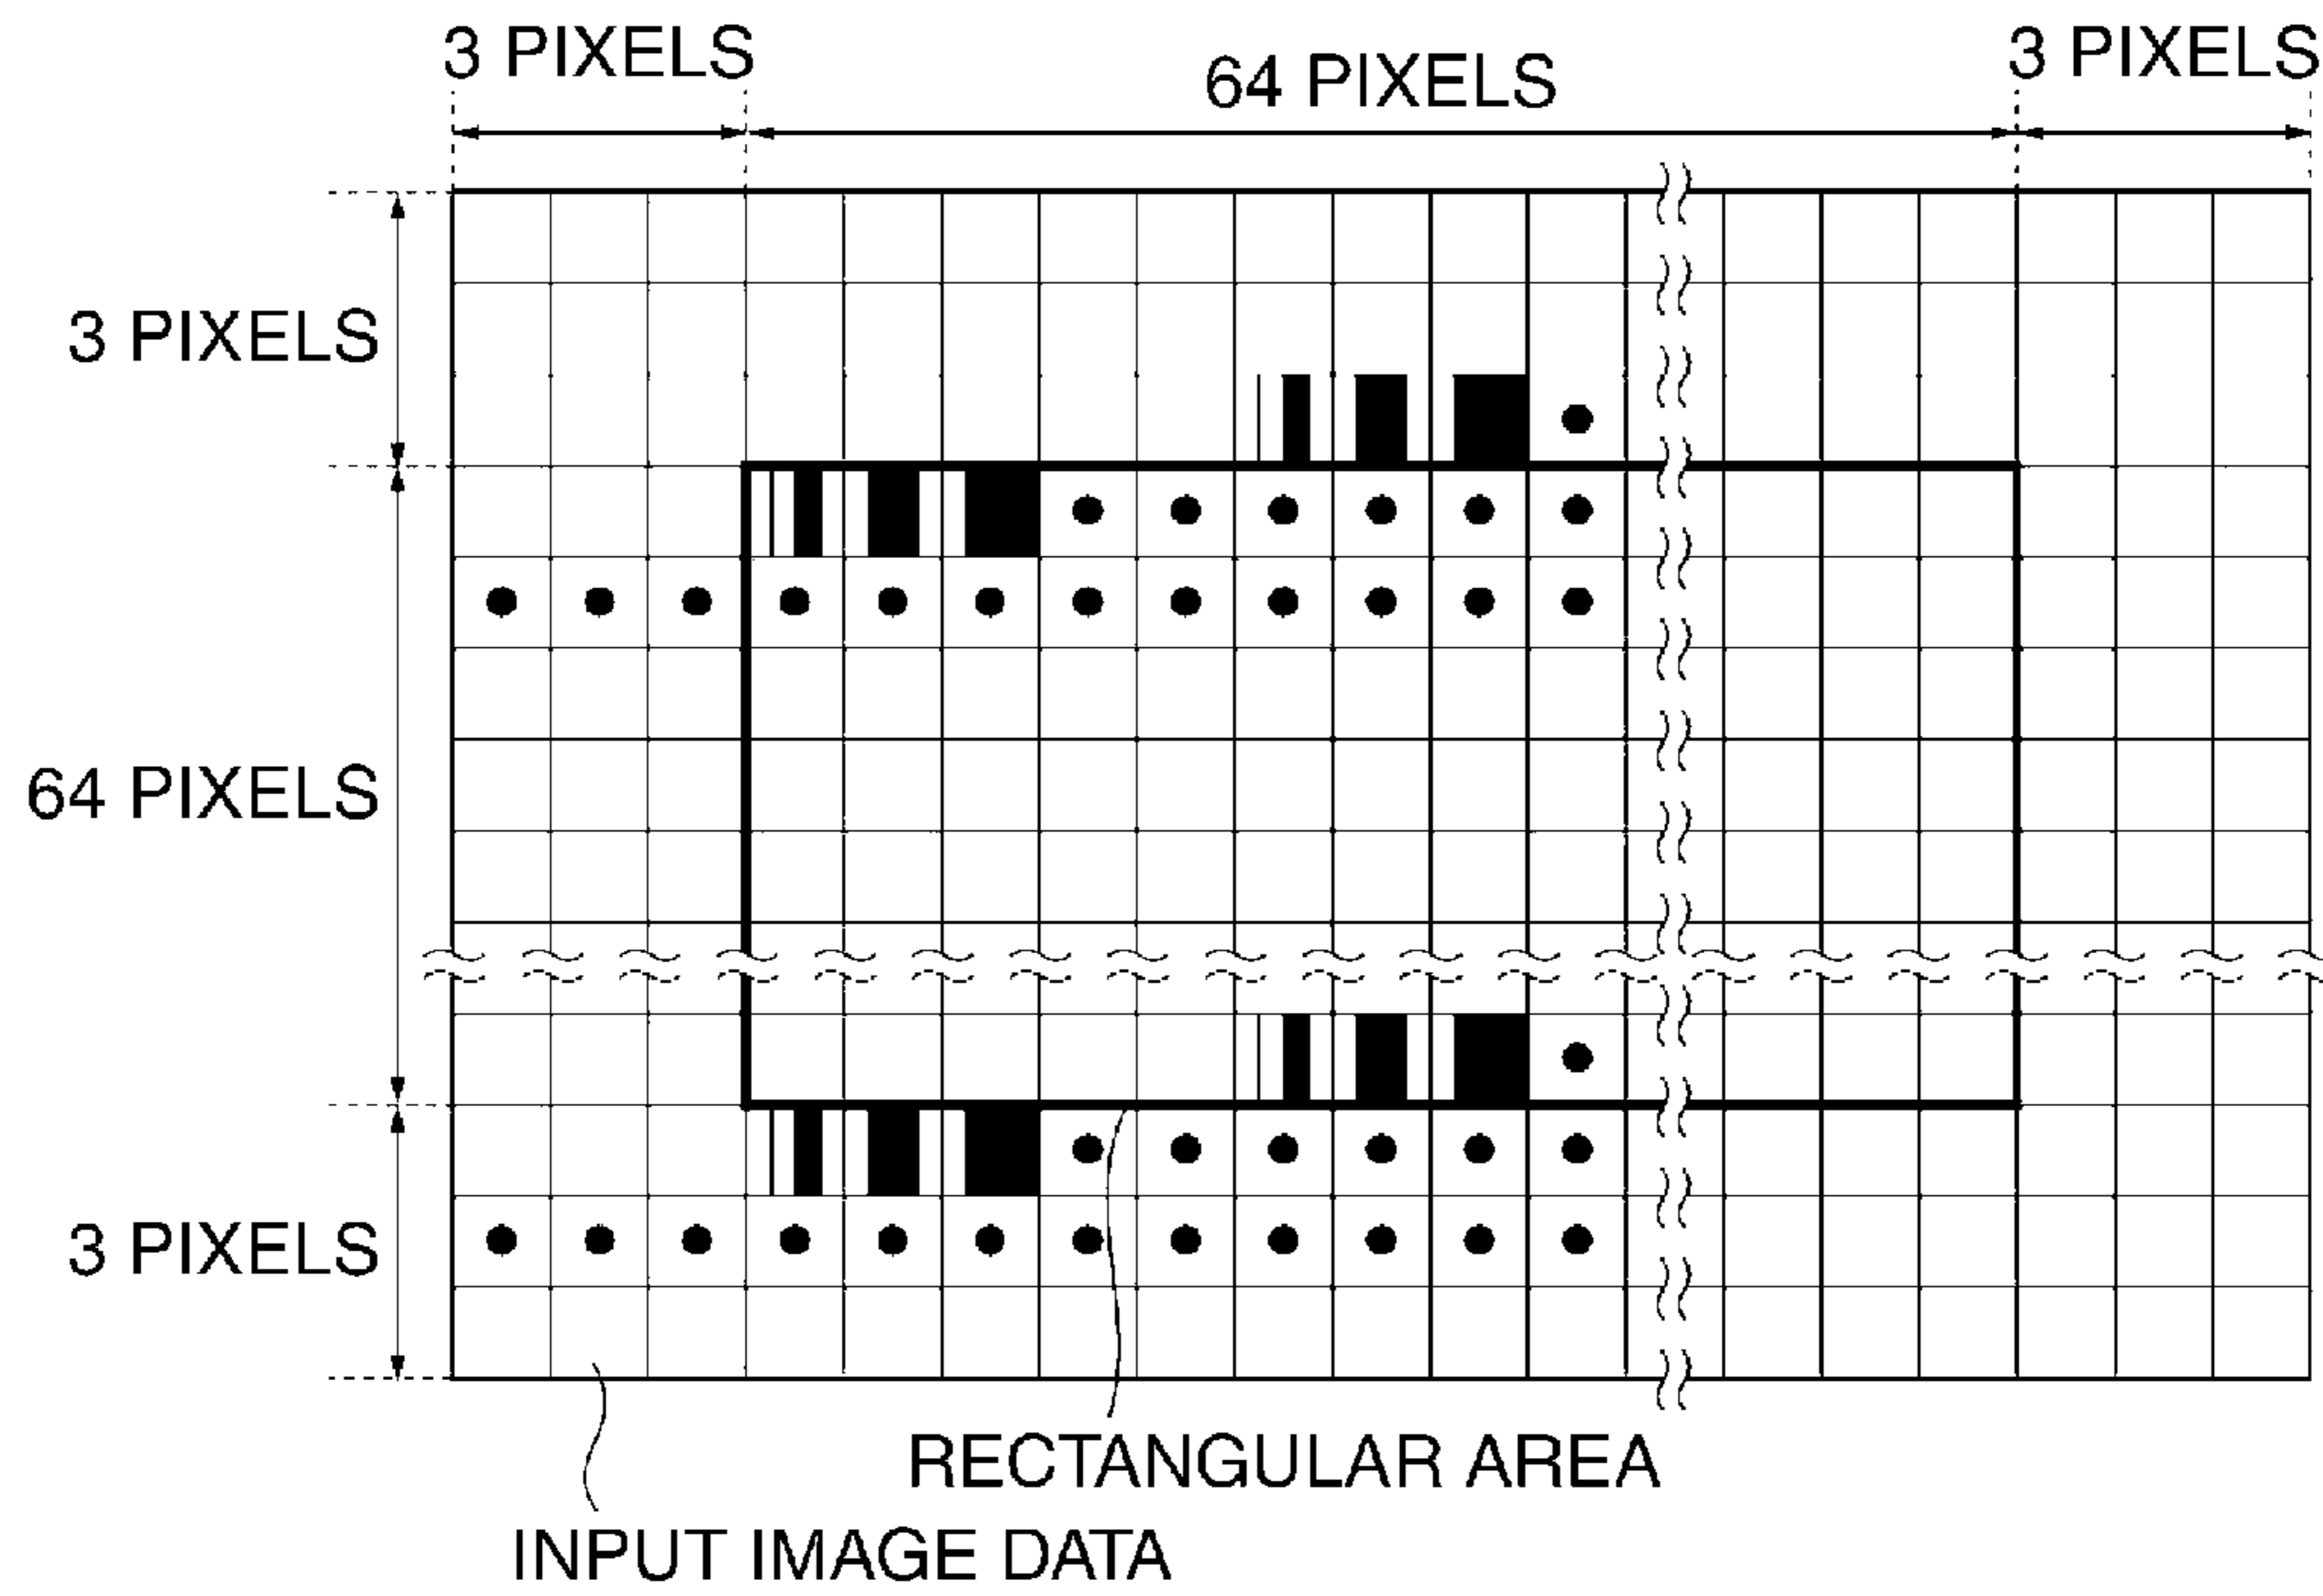 3 PIXELS
64 PIXELS
3 PIXELS
3 PIXELS
64 PIXELS
3 PIXELS
RECTANGULAR AREA
INPUT IMAGE DATA